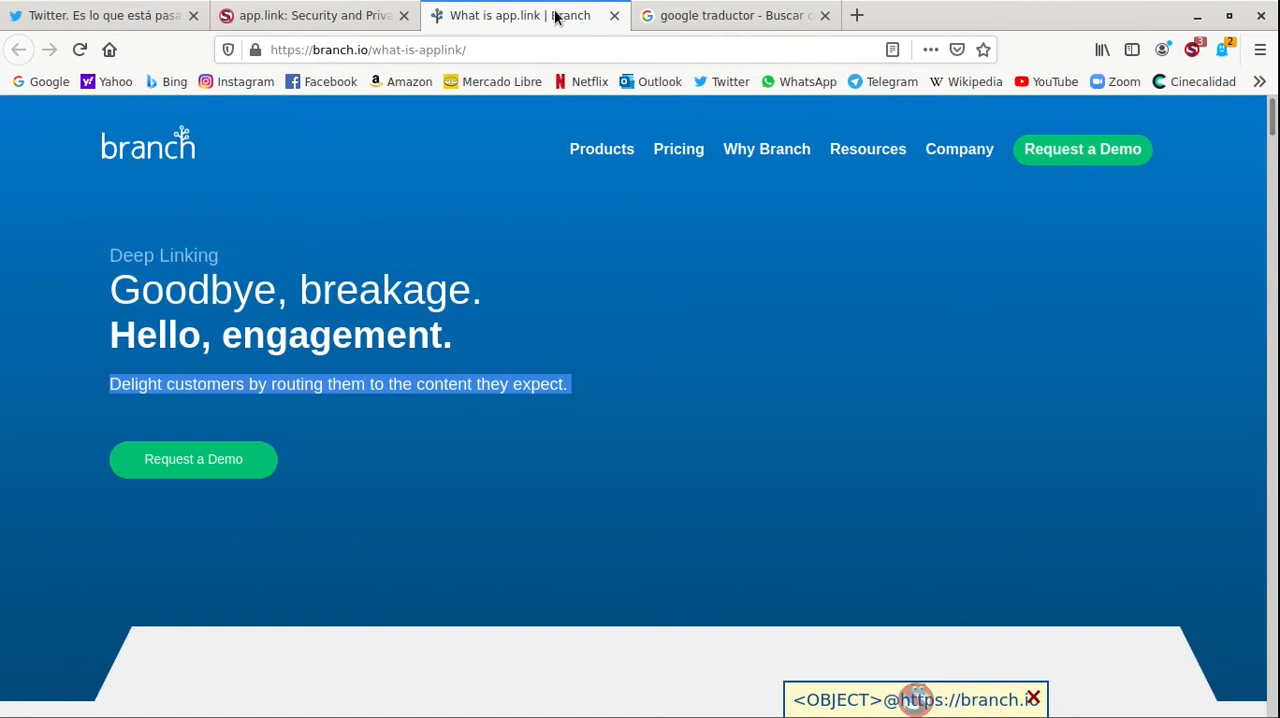 Twitter. Es lo que está pasa
app.link: Security and Priva
What is app.link | Branch
google traductor - Buscar c
https://branch.io/what-is-applink/
3
2
Google
Yahoo
Bing
Instagram
Facebook
Amazon
Mercado Libre
Netflix
Outlook
Twitter
WhatsApp
Telegram
Wikipedia
YouTube
Zoom
Cinecalidad
branch
Products
Pricing
Why Branch
Resources
Company
Request a Demo
Deep Linking
Goodbye, breakage.
Hello, engagement.
Delight customers by routing them to the content they expect.
Request a Demo
<OBJECT>@https://branch.io